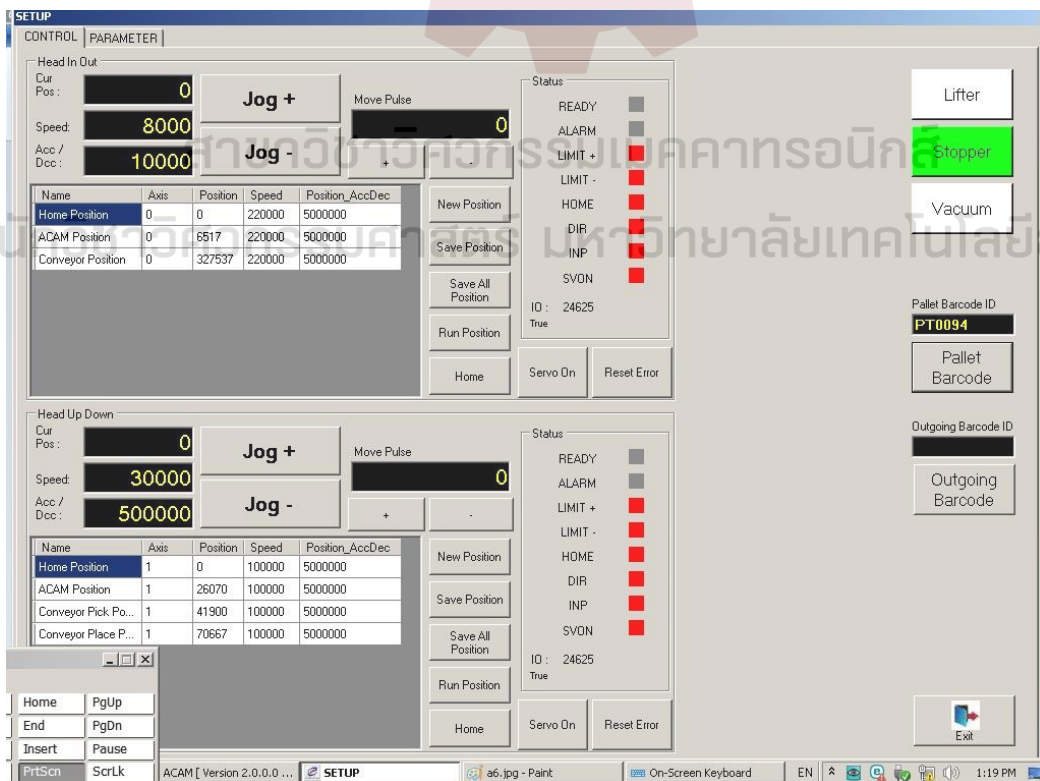 SETUP
CONTROL PARAMETER
Head In Out
Cur Pos : 0
Speed: 8000
Acc / Dcc : 10000
Jog +
Jog -
Move Pulse
0
+ -
Name Axis Position Speed Position_AccDec
Home Position 0 0 220000 5000000
ACAM Position 0 6517 220000 5000000
Conveyor Position 0 327537 220000 5000000
New Position
Save Position
Save All
Position
Run Position
Home
Status
READY
ALARM
LIMIT +
LIMIT -
HOME
DIR
INP
SVON
IO : 24625
True
Servo On Reset Error
Head Up Down
Cur Pos : 0
Speed: 30000
Acc / Dcc : 500000
Jog +
Jog -
Move Pulse
0
+ -
Name Axis Position Speed Position_AccDec
Home Position 1 0 100000 5000000
ACAM Position 1 26070 100000 5000000
Conveyor Pick Po... 1 41900 100000 5000000
Conveyor Place P... 1 70667 100000 5000000
New Position
Save Position
Save All
Position
Run Position
Home
Status
READY
ALARM
LIMIT +
LIMIT -
HOME
DIR
INP
SVON
IO : 24625
True
Servo On Reset Error
Lifter
Stopper
Vacuum
Pallet Barcode ID
PT0094
Pallet
Barcode
Outgoing Barcode ID
Outgoing
Barcode
Exit
สาขาวิชาวิศวกรรมเมคคาทรอนิกส์
มหาวิทยาลัยเทคโนโลยี
Home PgUp
End PgDn
Insert Pause
PrtScn ScrLk
ACAM [ Version 2.0.0.0 ... SETUP a6.jpg - Paint On-Screen Keyboard EN 1:19 PM